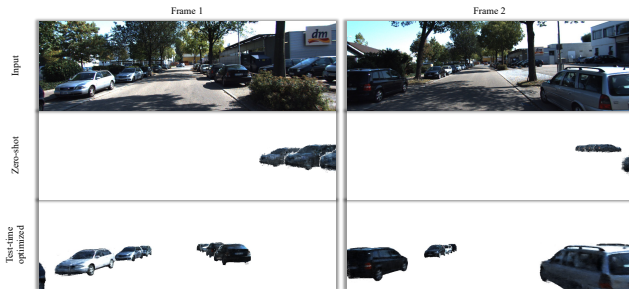 Frame 1
Frame 2
Input
dm
Zero-shot
Test-time
optimized